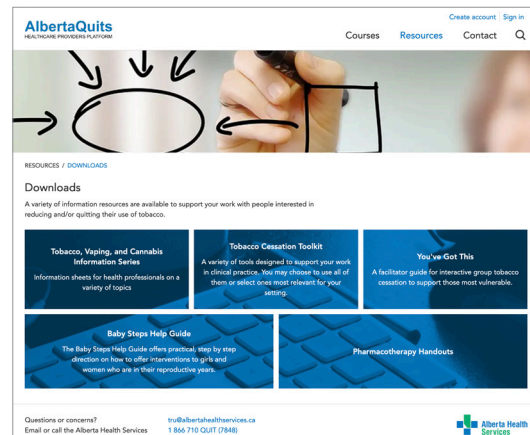 Create account Sign in
AlbertaQuits
HEALTHCARE PROVIDERS PLATFORM
Courses Resources Contact
RESOURCES / DOWNLOADS
Downloads
A variety of information resources are available to support your work with people interested in
reducing and/or quitting their use of tobacco.
Tobacco, Vaping, and Cannabis
Information Series
Information sheets for health professionals on a
variety of topics
Tobacco Cessation Toolkit
A variety of tools designed to support your work
in clinical practice. You may choose to use all of
them or select ones most relevant for your
setting.
You've Got This
A facilitator guide for interactive group tobacco
cessation to support those most vulnerable.
Baby Steps Help Guide
The Baby Steps Help Guide offers practical, step by step
direction on how to offer interventions to girls and
women who are in their reproductive years.
Pharmacotherapy Handouts
Questions or concerns?
Email or call the Alberta Health Services
tru@albertahealthservices.ca
1 866 710 QUIT (7848)
Alberta Health
Services